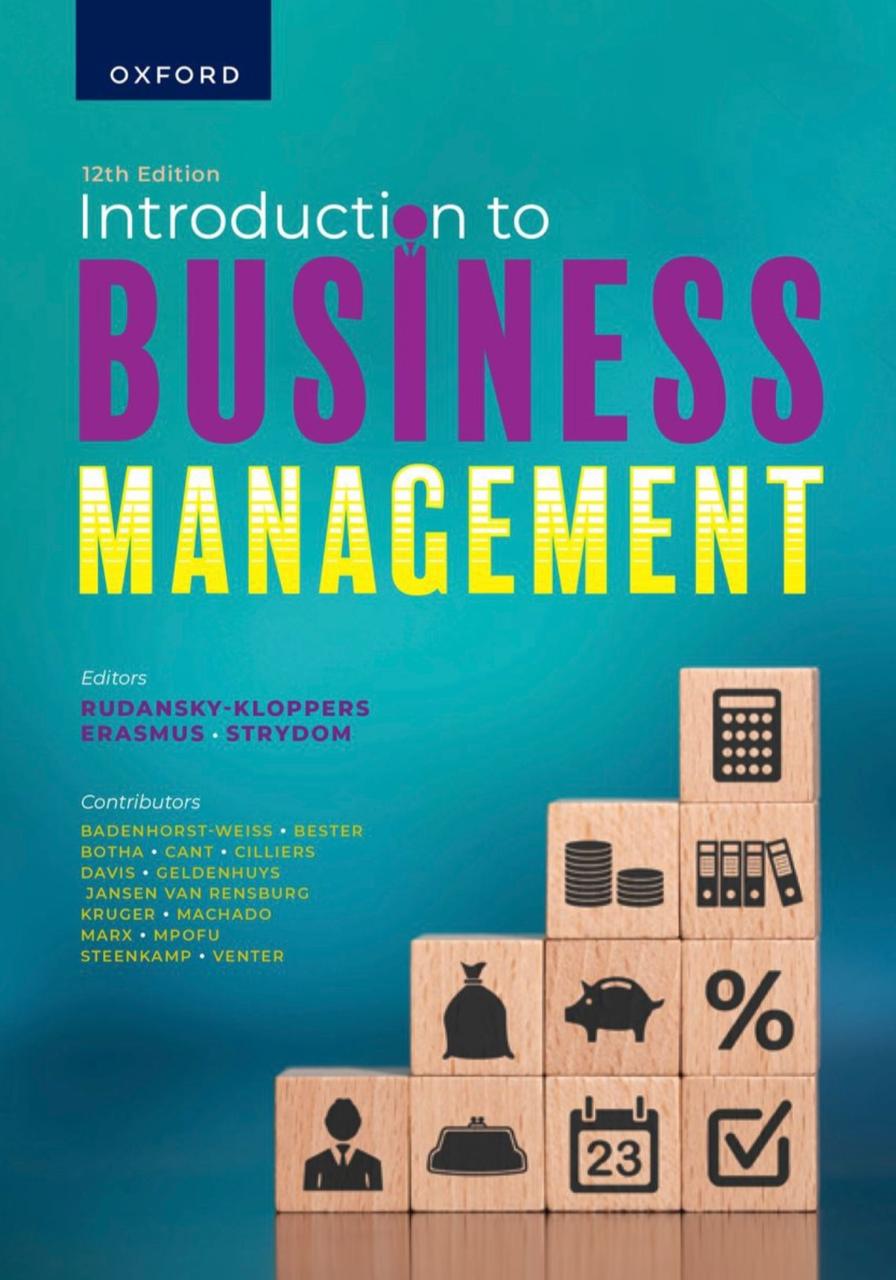 OXFORD
12th Edition
Introduction to
BUSINESS
MANAGEMENT
Editors
RUDANSKY-KLOPPERS
ERASMUS • STRYDOM
Contributors
BADENHORST-WEISS • BESTER
BOTHA • CANT • CILLIERS
DAVIS • GELDENHUYS
JANSEN VAN RENSBURG
KRUGER • MACHADO
MARX • MPOFU
STEENKAMP • VENTER
%
23